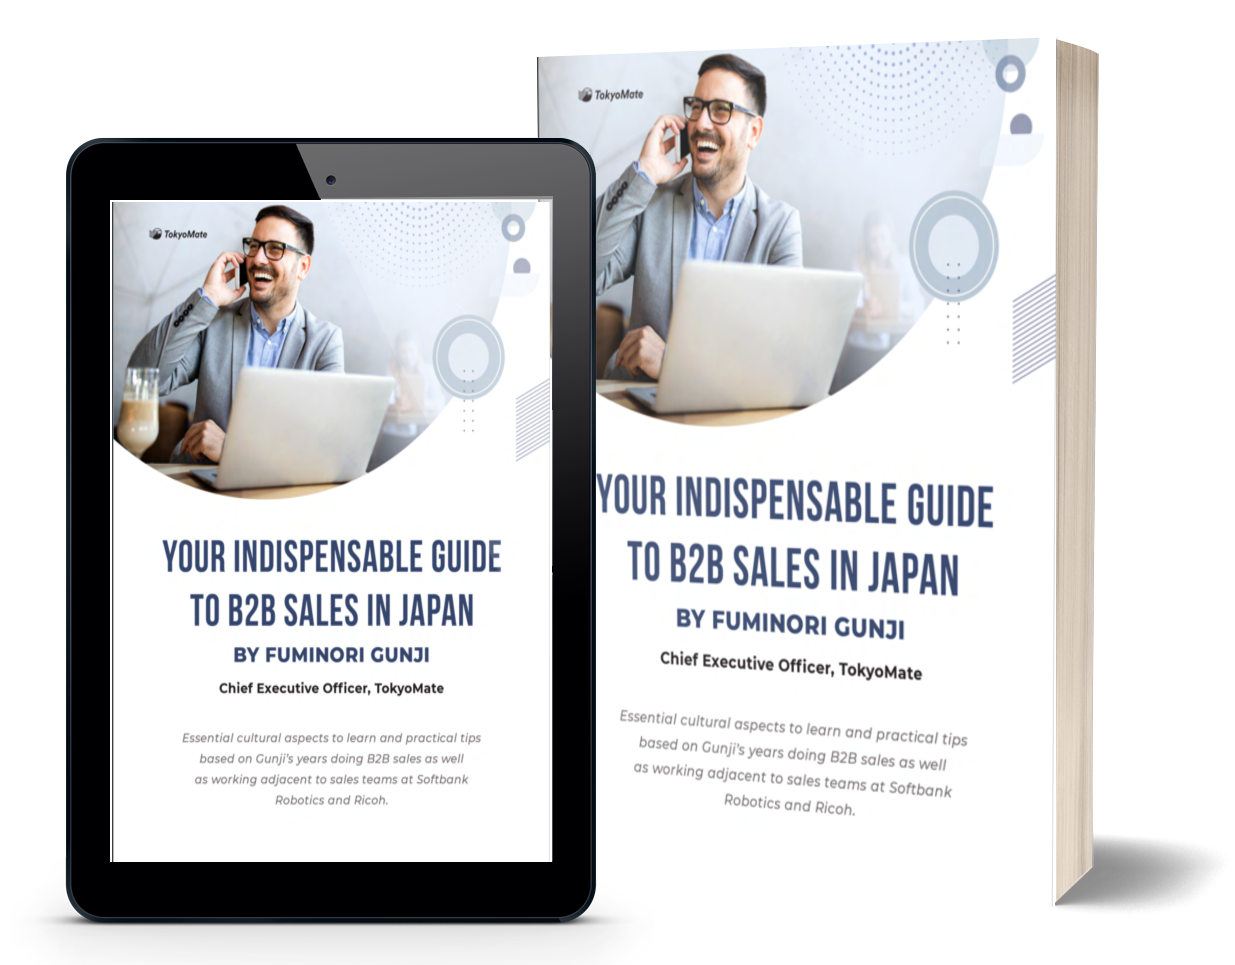 TokyoMate
YOUR INDISPENSABLE GUIDE
TO B2B SALES IN JAPAN
BY FUMINORI GUNJI
Chief Executive Officer, TokyoMate
Essential cultural aspects to learn and practical tips
based on Gunji's years doing B2B sales as well
as working adjacent to sales teams at Softbank
Robotics and Ricoh.
TokyoMate
YOUR INDISPENSABLE GUIDE
TO B2B SALES IN JAPAN
BY FUMINORI GUNJI
Chief Executive Officer, TokyoMate
Essential cultural aspects to learn and practical tips
based on Gunji's years doing B2B sales as well
as working adjacent to sales teams at Softbank
Robotics and Ricoh.